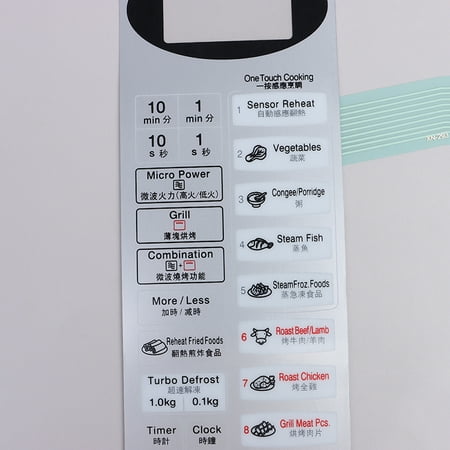 One Touch Cooking
一按感應烹調
10 min 分
1 min 分
10 s 秒
1 s 秒
Micro Power
微波火力(高火/低火)
Grill
薄塊烘烤
Combination
+
微波燒烤功能
More / Less
加時 / 减時
Reheat Fried Foods
翻熱煎炸食品
Turbo Defrost
超速解凍
1.0kg 0.1kg
Timer
時計
Clock
時鐘
1 Sensor Reheat
自動感應翻熱
2 Vegetables
蔬菜
3 Congee/Porridge
粥
4 Steam Fish
蒸魚
5 SteamFroz.Foods
蒸急凍食品
6 Roast Beef/Lamb
烤牛肉/羊肉
7 Roast Chicken
烤全雞
8 Grill Meat Pcs.
烘烤肉片